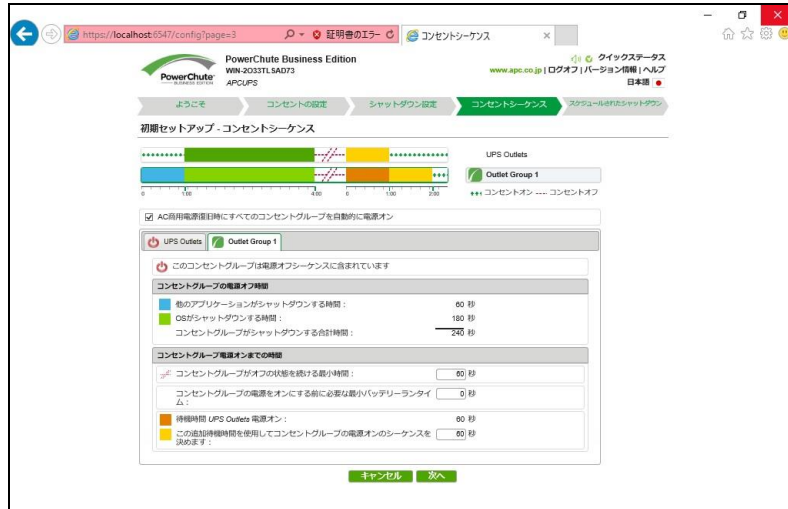 https://localhost:6547/config?page=3
証明書のエラー
コンセントシーケンス
PowerChute Business Edition
クイックステータス
WIN-2O33TL5AD73
www.apc.co.jp | ログオフ | バージョン情報 | ヘルプ
APCUPS
日本語
PowerChute
BUSINESS EDITION
ようこそ
コンセントの設定
シャットダウン設定
コンセントシーケンス
スケジュールされたシャットダウン
初期セットアップ - コンセントシーケンス
UPS Outlets
Outlet Group 1
0 1:00 4:00 0 1:00 2:00
コンセントオン ---- コンセントオフ
AC商用電源復旧時にすべてのコンセントグループを自動的に電源オン
UPS Outlets
Outlet Group 1
このコンセントグループは電源オフシーケンスに含まれています
コンセントグループの電源オフ時間
他のアプリケーションがシャットダウンする時間： 60 秒
OSがシャットダウンする時間： 180 秒
コンセントグループがシャットダウンする合計時間： 240 秒
コンセントグループ電源オンまでの時間
コンセントグループがオフの状態を続ける最小時間： 60 秒
コンセントグループの電源をオンにする前に必要な最小バッテリーランタイ 0 秒
ム：
待機時間 UPS Outlets 電源オン： 60 秒
この追加待機時間を使用してコンセントグループの電源オンのシーケンスを 60 秒
決めます：
キャンセル
次へ